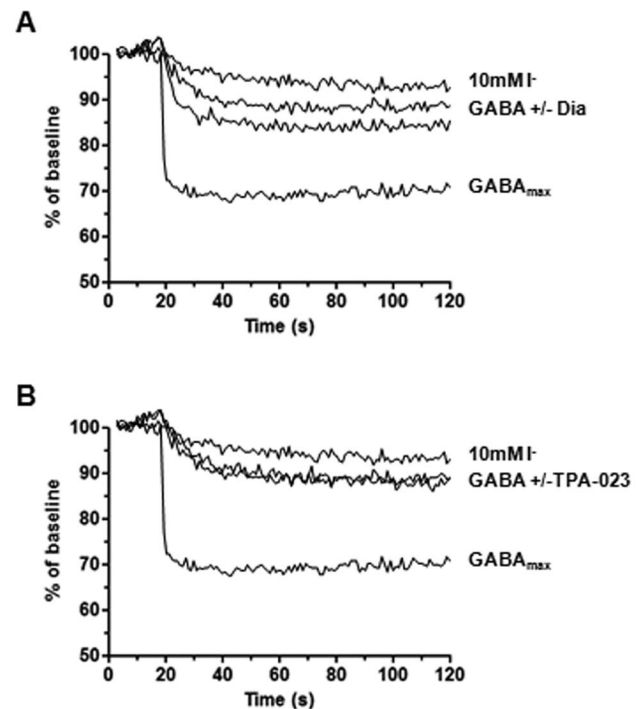 A
100
90
80
70
60
50
% of baseline
0 20 40 60 80 100 120
Time (s)
10mM I-
GABA +/- Dia
GABAmax
B
100
90
80
70
60
50
% of baseline
0 20 40 60 80 100 120
Time (s)
10mM I-
GABA +/-TPA-023
GABAmax